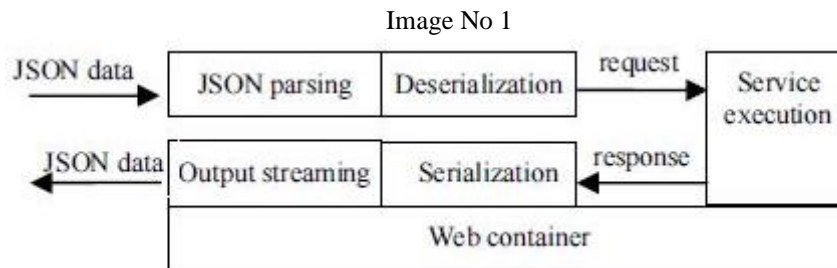 Image No 1
JSON data
JSON parsing
Deserialization
request
Service
execution
JSON data
Output streaming
Serialization
response
Web container